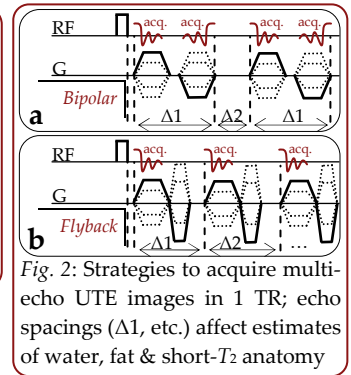 RF
acq. acq. acq. acq.
G
Bipolar
a
Δ1 Δ2 Δ1
RF
acq. acq. acq.
G
Flyback
b
Δ1 Δ2 ...
Fig. 2: Strategies to acquire multi-
echo UTE images in 1 TR; echo
spacings (Δ1, etc.) affect estimates
of water, fat & short-T2 anatomy